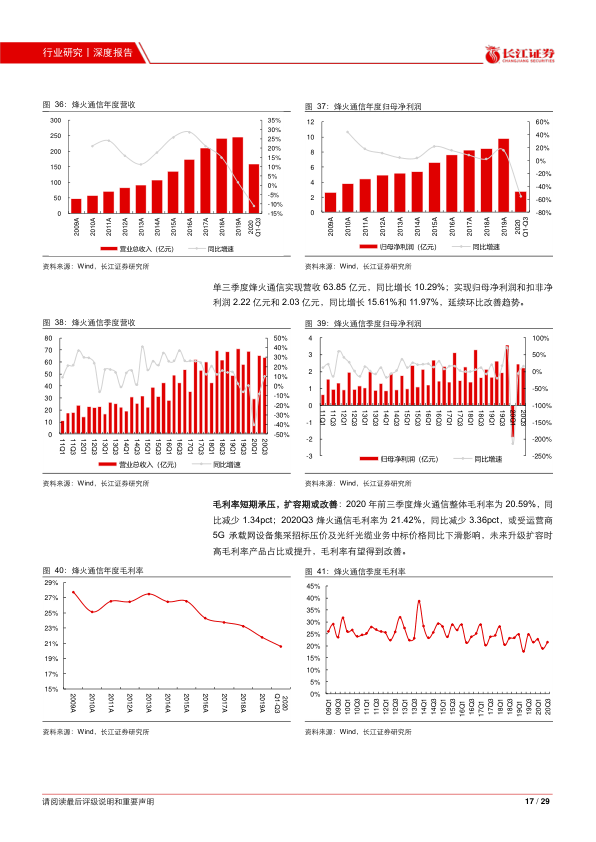 行业研究丨深度报告
长江证券
CHANGJIANG SECURITIES
图 36：烽火通信年度营收
300
250
200
150
100
50
0
35%
30%
25%
20%
15%
10%
5%
0%
-5%
-10%
-15%
2009A
2010A
2011A
2012A
2013A
2014A
2015A
2016A
2017A
2018A
2019A
2020 Q1-Q3
营业总收入（亿元）
同比增速
资料来源：Wind，长江证券研究所
图 37：烽火通信年度归母净利润
12
10
8
6
4
2
0
60%
40%
20%
0%
-20%
-40%
-60%
-80%
2009A
2010A
2011A
2012A
2013A
2014A
2015A
2016A
2017A
2018A
2019A
2020 Q1-Q3
归母净利润（亿元）
同比增速
资料来源：Wind，长江证券研究所
单三季度烽火通信实现营收 63.85 亿元，同比增长 10.29%；实现归母净利润和扣非净
利润 2.22 亿元和 2.03 亿元，同比增长 15.61%和 11.97%，延续环比改善趋势。
图 38：烽火通信季度营收
80
70
60
50
40
30
20
10
0
50%
40%
30%
20%
10%
0%
-10%
-20%
-30%
-40%
-50%
11Q1
11Q3
12Q1
12Q3
13Q1
13Q3
14Q1
14Q3
15Q1
15Q3
16Q1
16Q3
17Q1
17Q3
18Q1
18Q3
19Q1
19Q3
20Q1
20Q3
营业总收入（亿元）
同比增速
资料来源：Wind，长江证券研究所
图 39：烽火通信季度归母净利润
4
3
2
1
0
-1
-2
-3
100%
50%
0%
-50%
-100%
-150%
-200%
-250%
11Q1
11Q3
12Q1
12Q3
13Q1
13Q3
14Q1
14Q3
15Q1
15Q3
16Q1
16Q3
17Q1
17Q3
18Q1
18Q3
19Q1
19Q3
20Q1
20Q3
归母净利润（亿元）
同比增速
资料来源：Wind，长江证券研究所
毛利率短期承压，扩容期或改善：2020 年前三季度烽火通信整体毛利率为 20.59%，同
比减少 1.34pct；2020Q3 烽火通信毛利率为 21.42%，同比减少 3.36pct，或受运营商
5G 承载网设备集采招标压价及光纤光缆业务中标价格同比下滑影响，未来升级扩容时
高毛利率产品占比或提升，毛利率有望得到改善。
图 40：烽火通信年度毛利率
29%
27%
25%
23%
21%
19%
17%
15%
2009A
2010A
2011A
2012A
2013A
2014A
2015A
2016A
2017A
2018A
2019A
2020 Q1-Q3
资料来源：Wind，长江证券研究所
图 41：烽火通信季度毛利率
45%
40%
35%
30%
25%
20%
15%
10%
5%
0%
09Q1
09Q3
10Q1
10Q3
11Q1
11Q3
12Q1
12Q3
13Q1
13Q3
14Q1
14Q3
15Q1
15Q3
16Q1
16Q3
17Q1
17Q3
18Q1
18Q3
19Q1
19Q3
20Q1
20Q3
资料来源：Wind，长江证券研究所
请阅读最后评级说明和重要声明
17 / 29